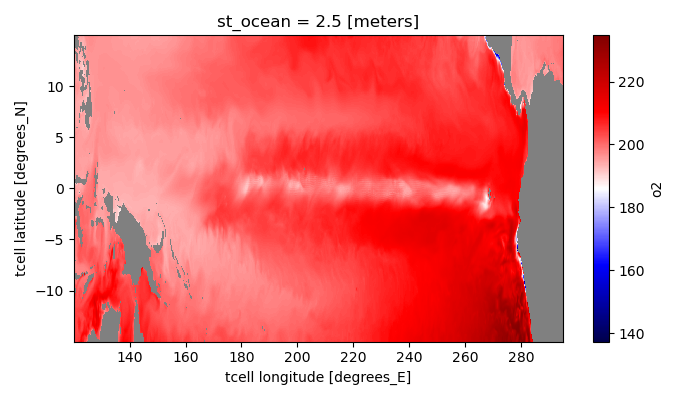 st_ocean = 2.5 [meters]
10
5
0
−5
−10
tcell latitude [degrees_N]
140 160 180 200 220 240 260 280
tcell longitude [degrees_E]
220
200
180
160
140
o2